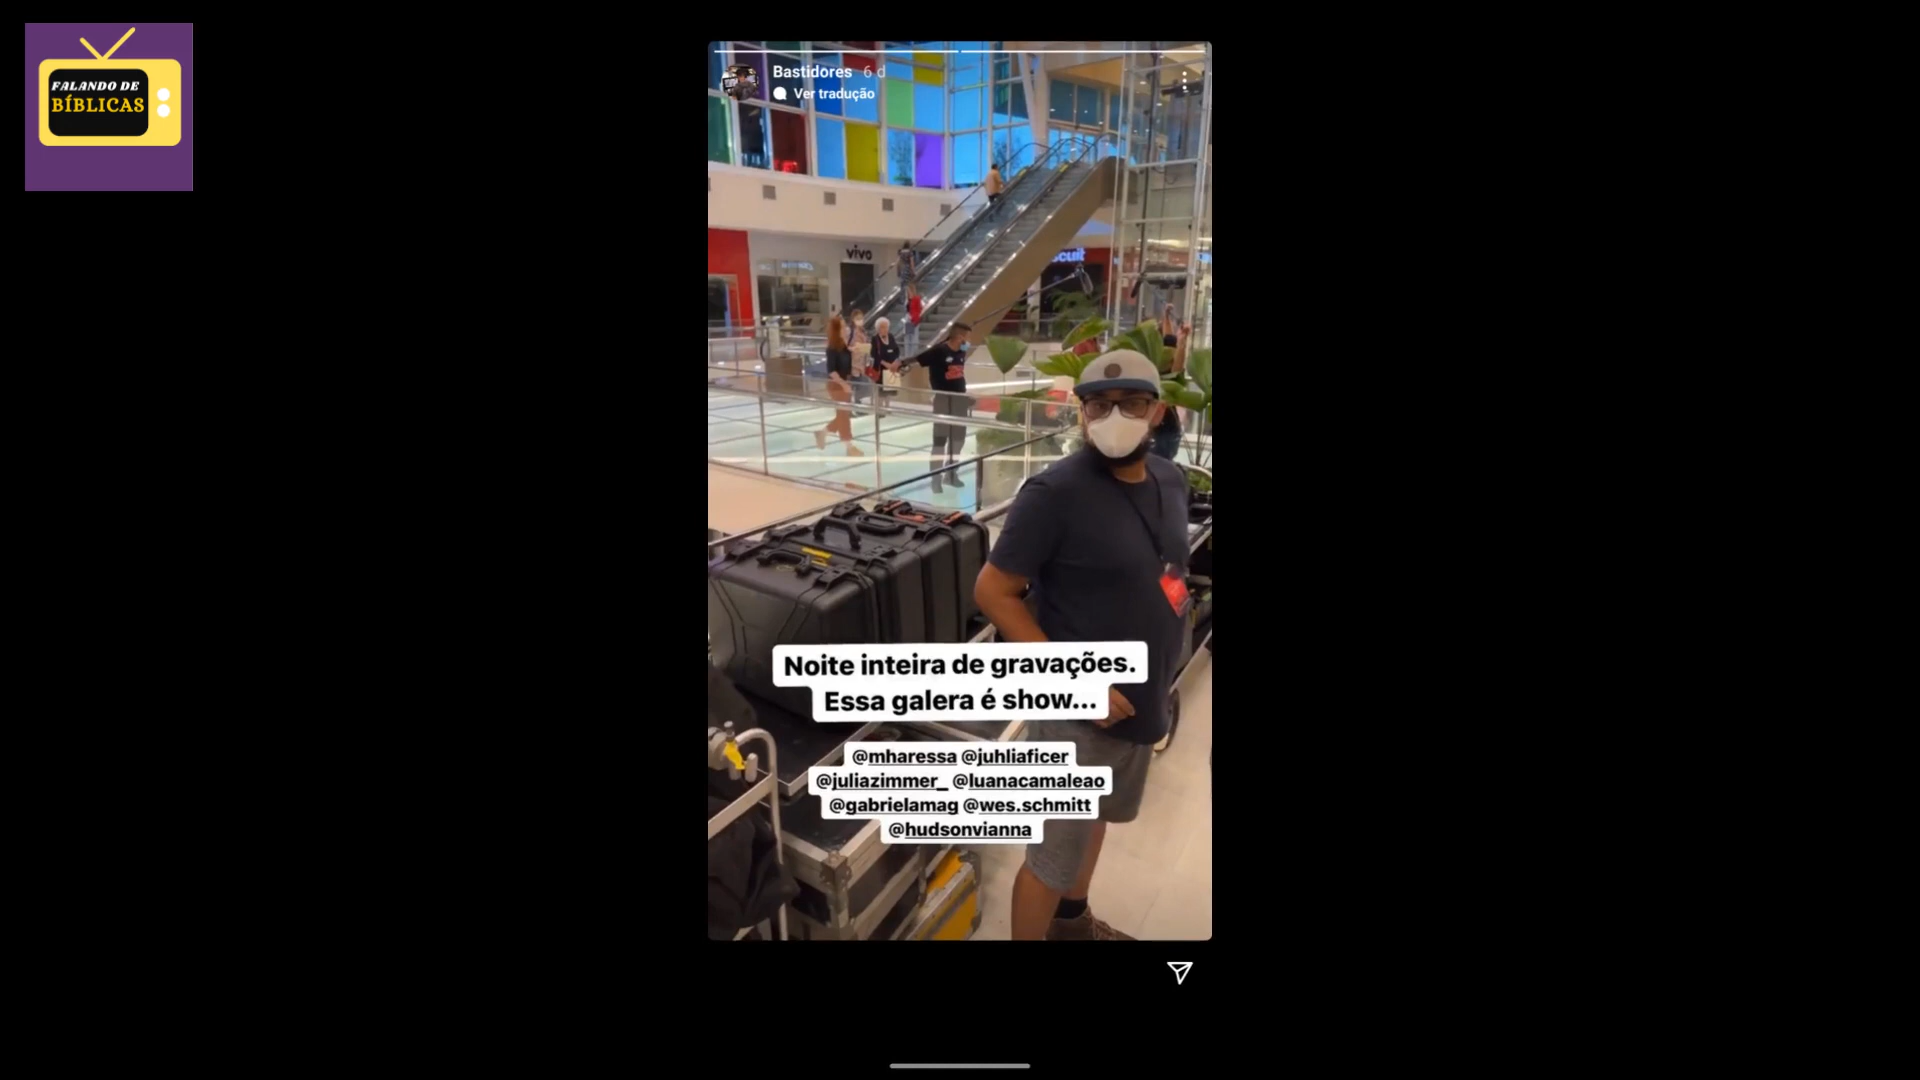 FALANDO DE
BÍBLICAS
Bastidores 6 d
Ver tradução
vivo
cuit
Noite inteira de gravações.
Essa galera é show...
@mharessa @juhliaficer
@juliazimmer_ @luanacamaleao
@gabrielamag @wes.schmitt
@hudsonvianna